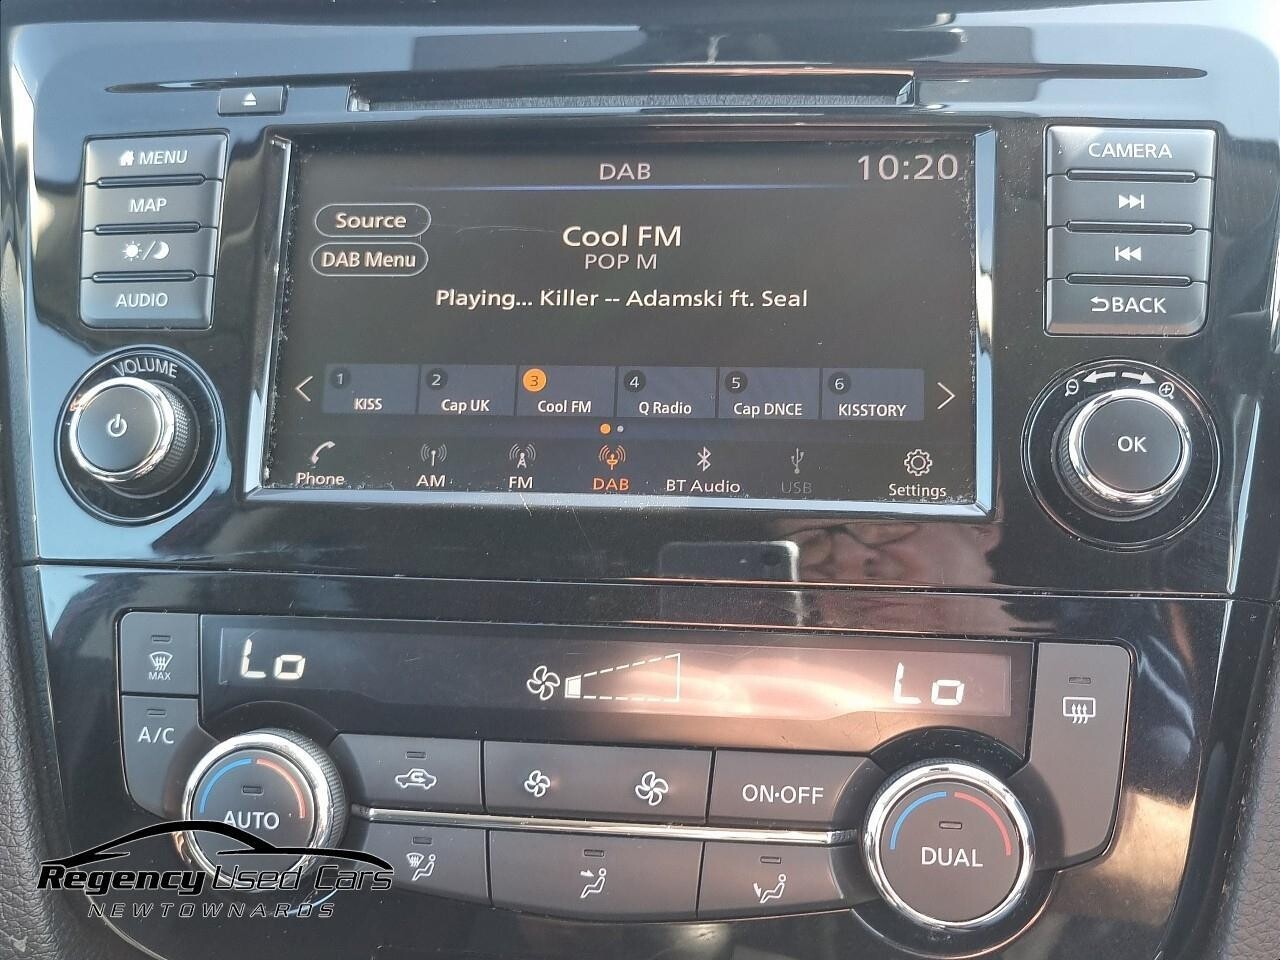 MENU
MAP
AUDIO
VOLUME
DAB
10:20
Source
DAB Menu
Cool FM
POP M
Playing... Killer -- Adamski ft. Seal
1 KISS
2 Cap UK
3 Cool FM
4 Q Radio
5 Cap DNCE
6 KISSTORY
Phone
AM
FM
DAB
BT Audio
USB
Settings
CAMERA
BACK
OK
MAX
A/C
Lo
Lo
AUTO
ON•OFF
DUAL
Regency Used Cars
NEWTOWNARDS